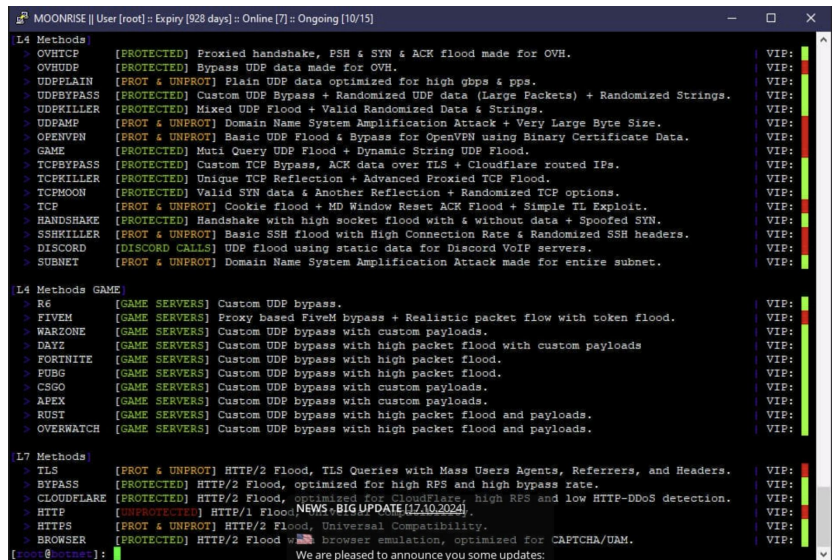 MOONRISE || User [root] :: Expiry [928 days] :: Online [7] :: Ongoing [10/15]
[L4 Methods]
> OVHTCP [PROTECTED] Proxied handshake, PSH & SYN & ACK flood made for OVH. | VIP:
> OVHUDP [PROTECTED] Bypass UDP data made for OVH. | VIP:
> UDPPLAIN [PROT & UNPROT] Plain UDP data optimized for high gbps & pps. | VIP:
> UDPBYPASS [PROTECTED] Custom UDP Bypass + Randomized UDP data (Large Packets) + Randomized Strings. | VIP:
> UDPKILLER [PROTECTED] Mixed UDP Flood + Valid Randomized Data & Strings. | VIP:
> UDPAMP [PROT & UNPROT] Domain Name System Amplification Attack + Very Large Byte Size. | VIP:
> OPENVPN [PROT & UNPROT] Basic UDP Flood & Bypass for OpenVPN using Binary Certificate Data. | VIP:
> GAME [PROTECTED] Muti Query UDP Flood + Dynamic String UDP Flood. | VIP:
> TCPBYPASS [PROTECTED] Custom TCP Bypass, ACK data over TLS + Cloudflare routed IPs. | VIP:
> TCPKILLER [PROTECTED] Unique TCP Reflection + Advanced Proxied TCP Flood. | VIP:
> TCPMOON [PROTECTED] Valid SYN data & Another Reflection + Randomized TCP options. | VIP:
> TCP [PROT & UNPROT] Cookie flood + MD Window Reset ACK Flood + Simple TL Exploit. | VIP:
> HANDSHAKE [PROTECTED] Handshake with high socket flood with & without data + Spoofed SYN. | VIP:
> SSHKILLER [PROT & UNPROT] Basic SSH flood with High Connection Rate & Randomized SSH headers. | VIP:
> DISCORD [DISCORD CALLS] UDP flood using static data for Discord VoIP servers. | VIP:
> SUBNET [PROT & UNPROT] Domain Name System Amplification Attack made for entire subnet. | VIP:
[L4 Methods GAME]
> R6 [GAME SERVERS] Custom UDP bypass. | VIP:
> FIVEM [GAME SERVERS] Proxy based FiveM bypass + Realistic packet flow with token flood. | VIP:
> WARZONE [GAME SERVERS] Custom UDP bypass with custom payloads. | VIP:
> DAYZ [GAME SERVERS] Custom UDP bypass with high packet flood with custom payloads | VIP:
> FORTNITE [GAME SERVERS] Custom UDP bypass with high packet flood. | VIP:
> PUBG [GAME SERVERS] Custom UDP bypass with high packet flood. | VIP:
> CSGO [GAME SERVERS] Custom UDP bypass with custom payloads. | VIP:
> APEX [GAME SERVERS] Custom UDP bypass with custom payloads. | VIP:
> RUST [GAME SERVERS] Custom UDP bypass with high packet flood and payloads. | VIP:
> OVERWATCH [GAME SERVERS] Custom UDP bypass with high packet flood and payloads. | VIP:
[L7 Methods]
> TLS [PROT & UNPROT] HTTP/2 Flood, TLS Queries with Mass Users Agents, Referrers, and Headers. | VIP:
> BYPASS [PROTECTED] HTTP/2 Flood, optimized for high RPS and high bypass rate. | VIP:
> CLOUDFLARE [PROTECTED] HTTP/2 Flood, optimized for CloudFlare, high RPS and low HTTP-DDoS detection. | VIP:
> HTTP [UNPROTECTED] HTTP/1 Flood, Universal Compatibility. | VIP:
> HTTPS [PROT & UNPROT] HTTP/2 Flood, Universal Compatibility. | VIP:
> BROWSER [PROTECTED] HTTP/2 Flood with browser emulation, optimized for CAPTCHA/UAM. | VIP:
[root@botnet]:
NEWS - BIG UPDATE [17.10.2024]
We are pleased to announce you some updates: